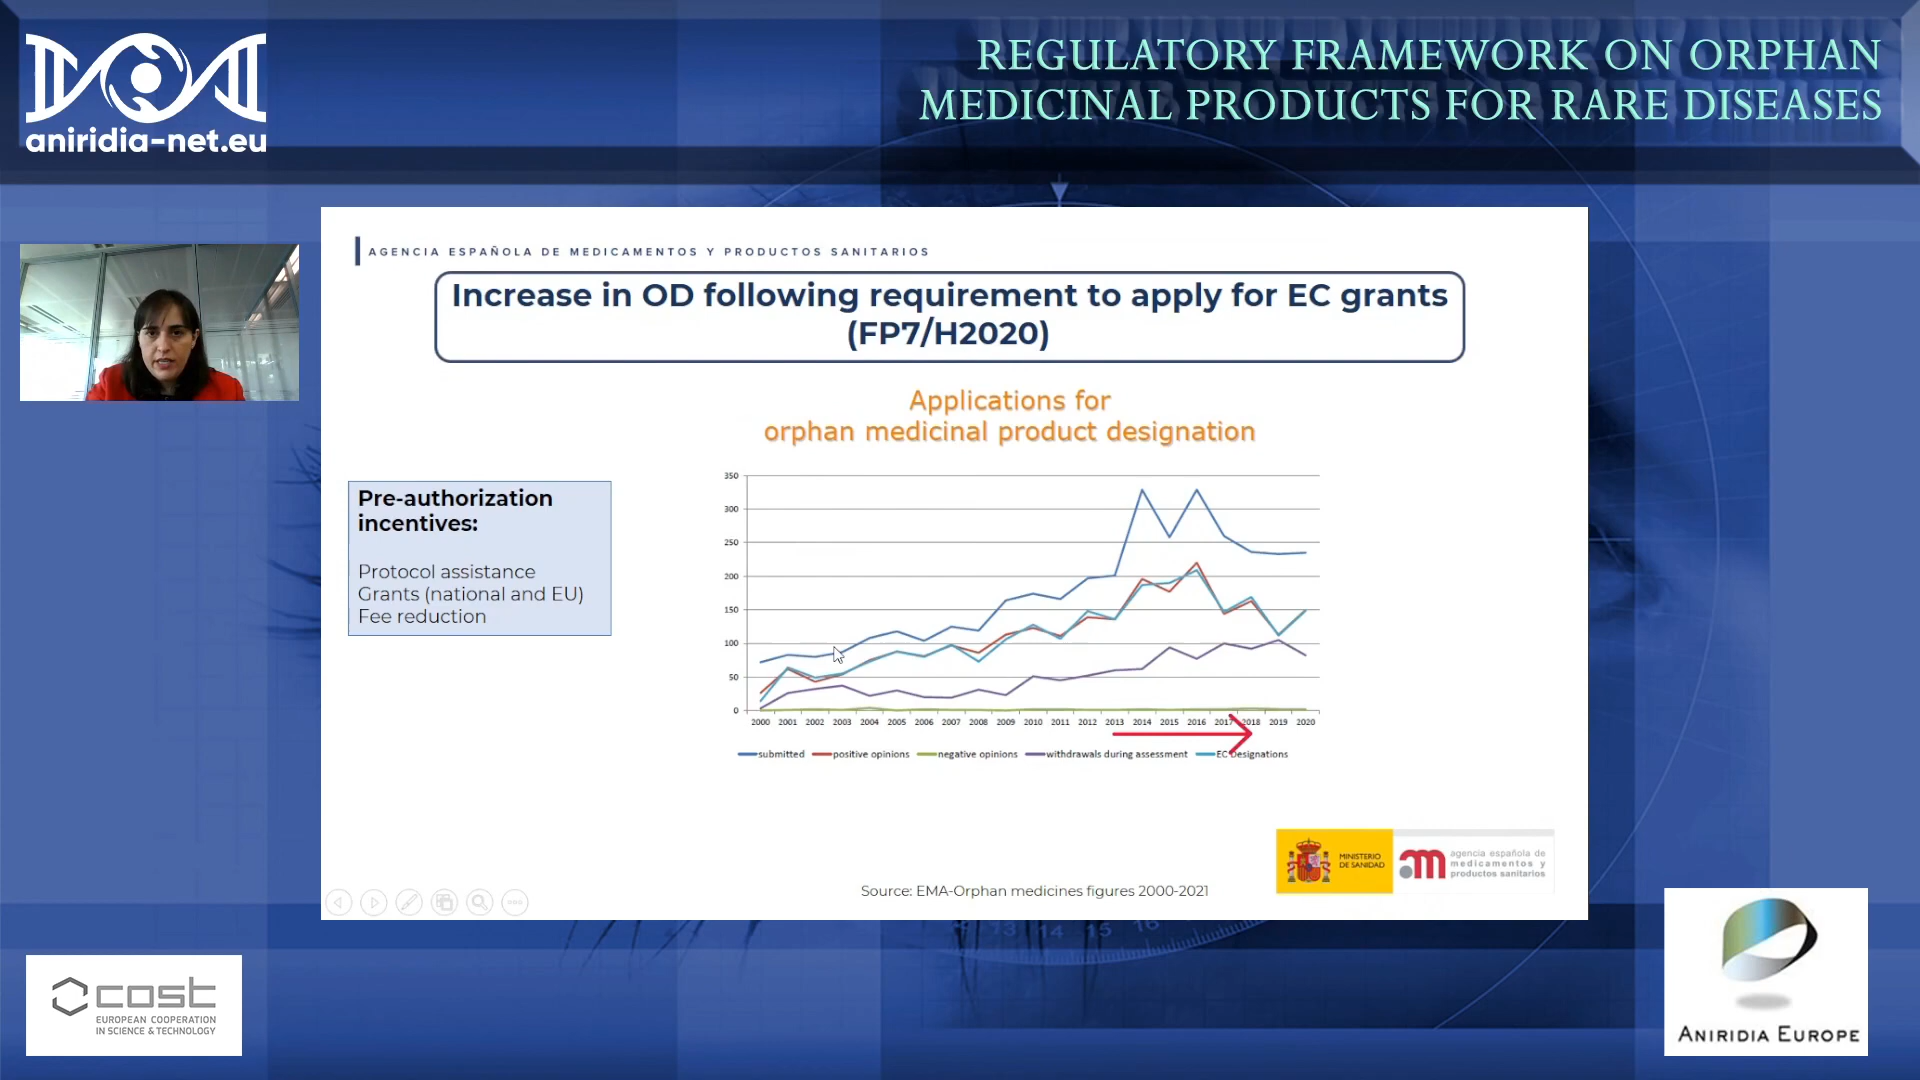 aniridia-net.eu
REGULATORY FRAMEWORK ON ORPHAN
MEDICINAL PRODUCTS FOR RARE DISEASES
AGENCIA ESPAÑOLA DE MEDICAMENTOS Y PRODUCTOS SANITARIOS
Increase in OD following requirement to apply for EC grants
(FP7/H2020)
Applications for
orphan medicinal product designation
Pre-authorization
incentives:
Protocol assistance
Grants (national and EU)
Fee reduction
350
300
250
200
150
100
50
0
2000 2001 2002 2003 2004 2005 2006 2007 2008 2009 2010 2011 2012 2013 2014 2015 2016 2017 2018 2019 2020
submitted positive opinions negative opinions withdrawals during assessment EC Designations
MINISTERIO
DE SANIDAD
am
agencia española de
medicamentos y
productos sanitarios
Source: EMA-Orphan medicines figures 2000-2021
13 14 15 16
cost
EUROPEAN COOPERATION
IN SCIENCE & TECHNOLOGY
ANIRIDIA EUROPE